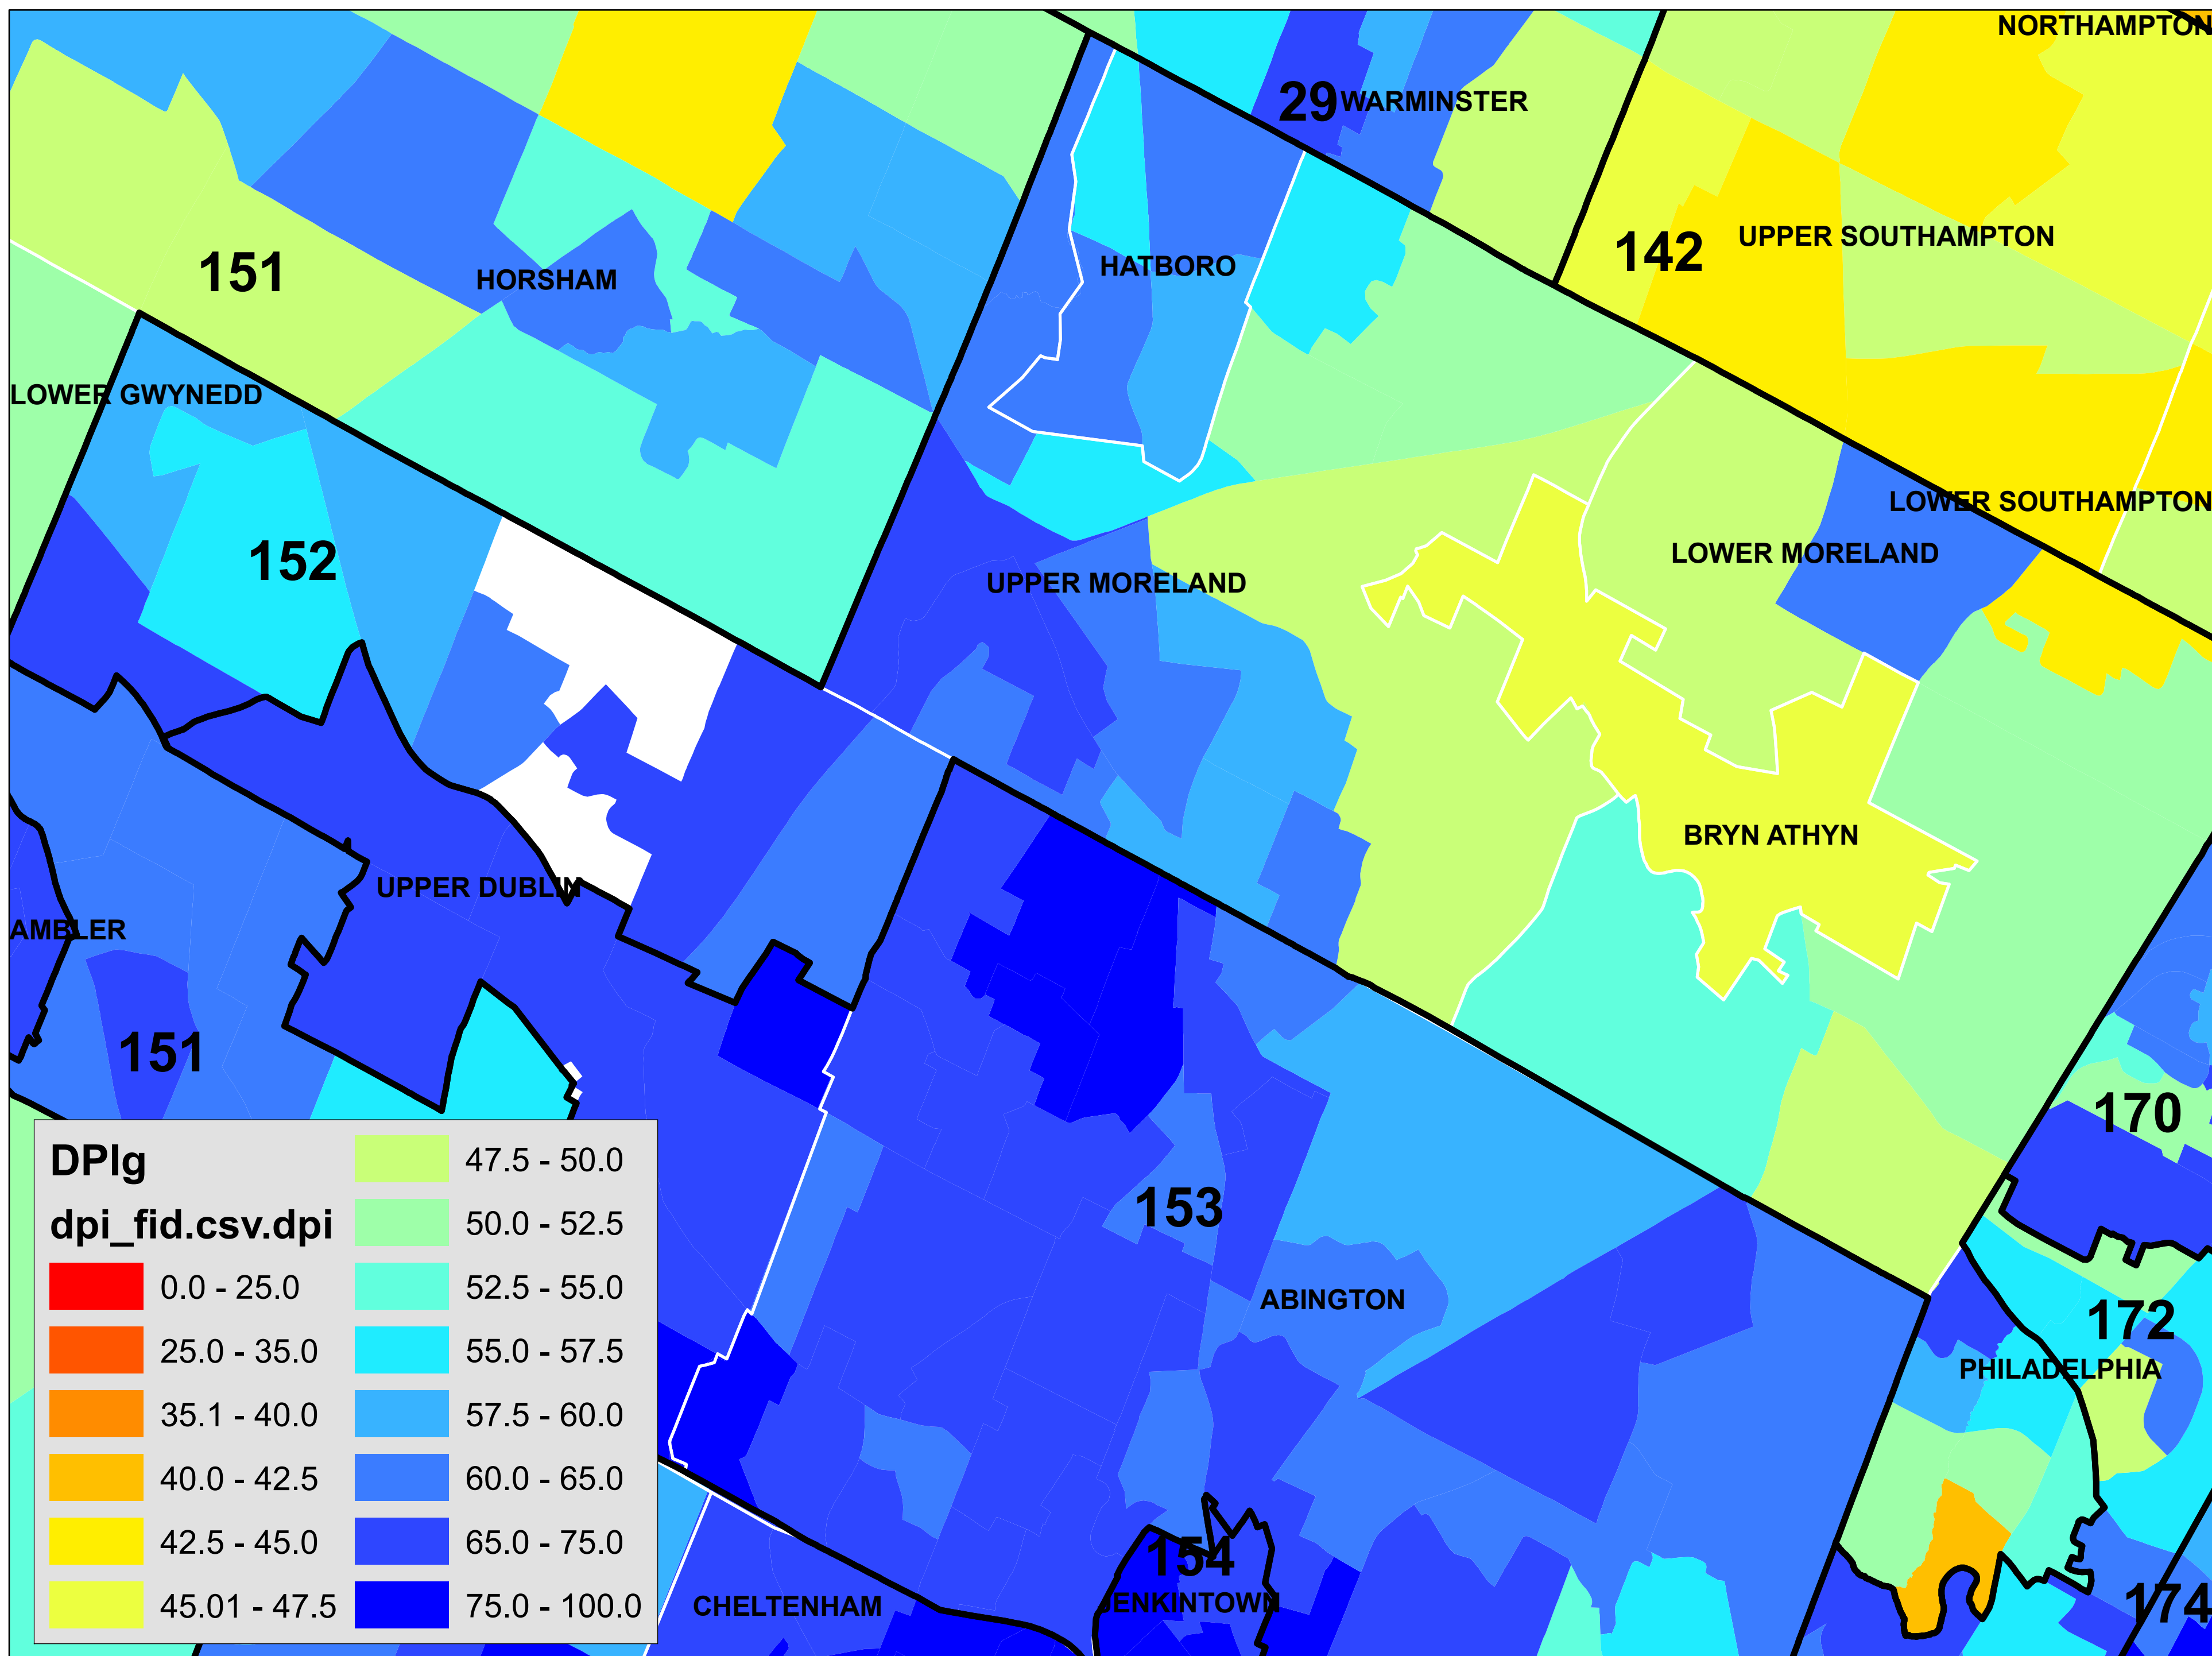 NORTHAMPTON
29 WARMINSTER
142 UPPER SOUTHAMPTON
151
HORSHAM
HATBORO
LOWER GWYNEDD
LOWER SOUTHAMPTON
152
LOWER MORELAND
UPPER MORELAND
BRYN ATHYN
UPPER DUBLIN
AMBLER
151
170
153
ABINGTON
172
PHILADELPHIA
154
JENKINTOWN
CHELTENHAM
174
DPIg
dpi_fid.csv.dpi
0.0 - 25.0
25.0 - 35.0
35.1 - 40.0
40.0 - 42.5
42.5 - 45.0
45.01 - 47.5
47.5 - 50.0
50.0 - 52.5
52.5 - 55.0
55.0 - 57.5
57.5 - 60.0
60.0 - 65.0
65.0 - 75.0
75.0 - 100.0